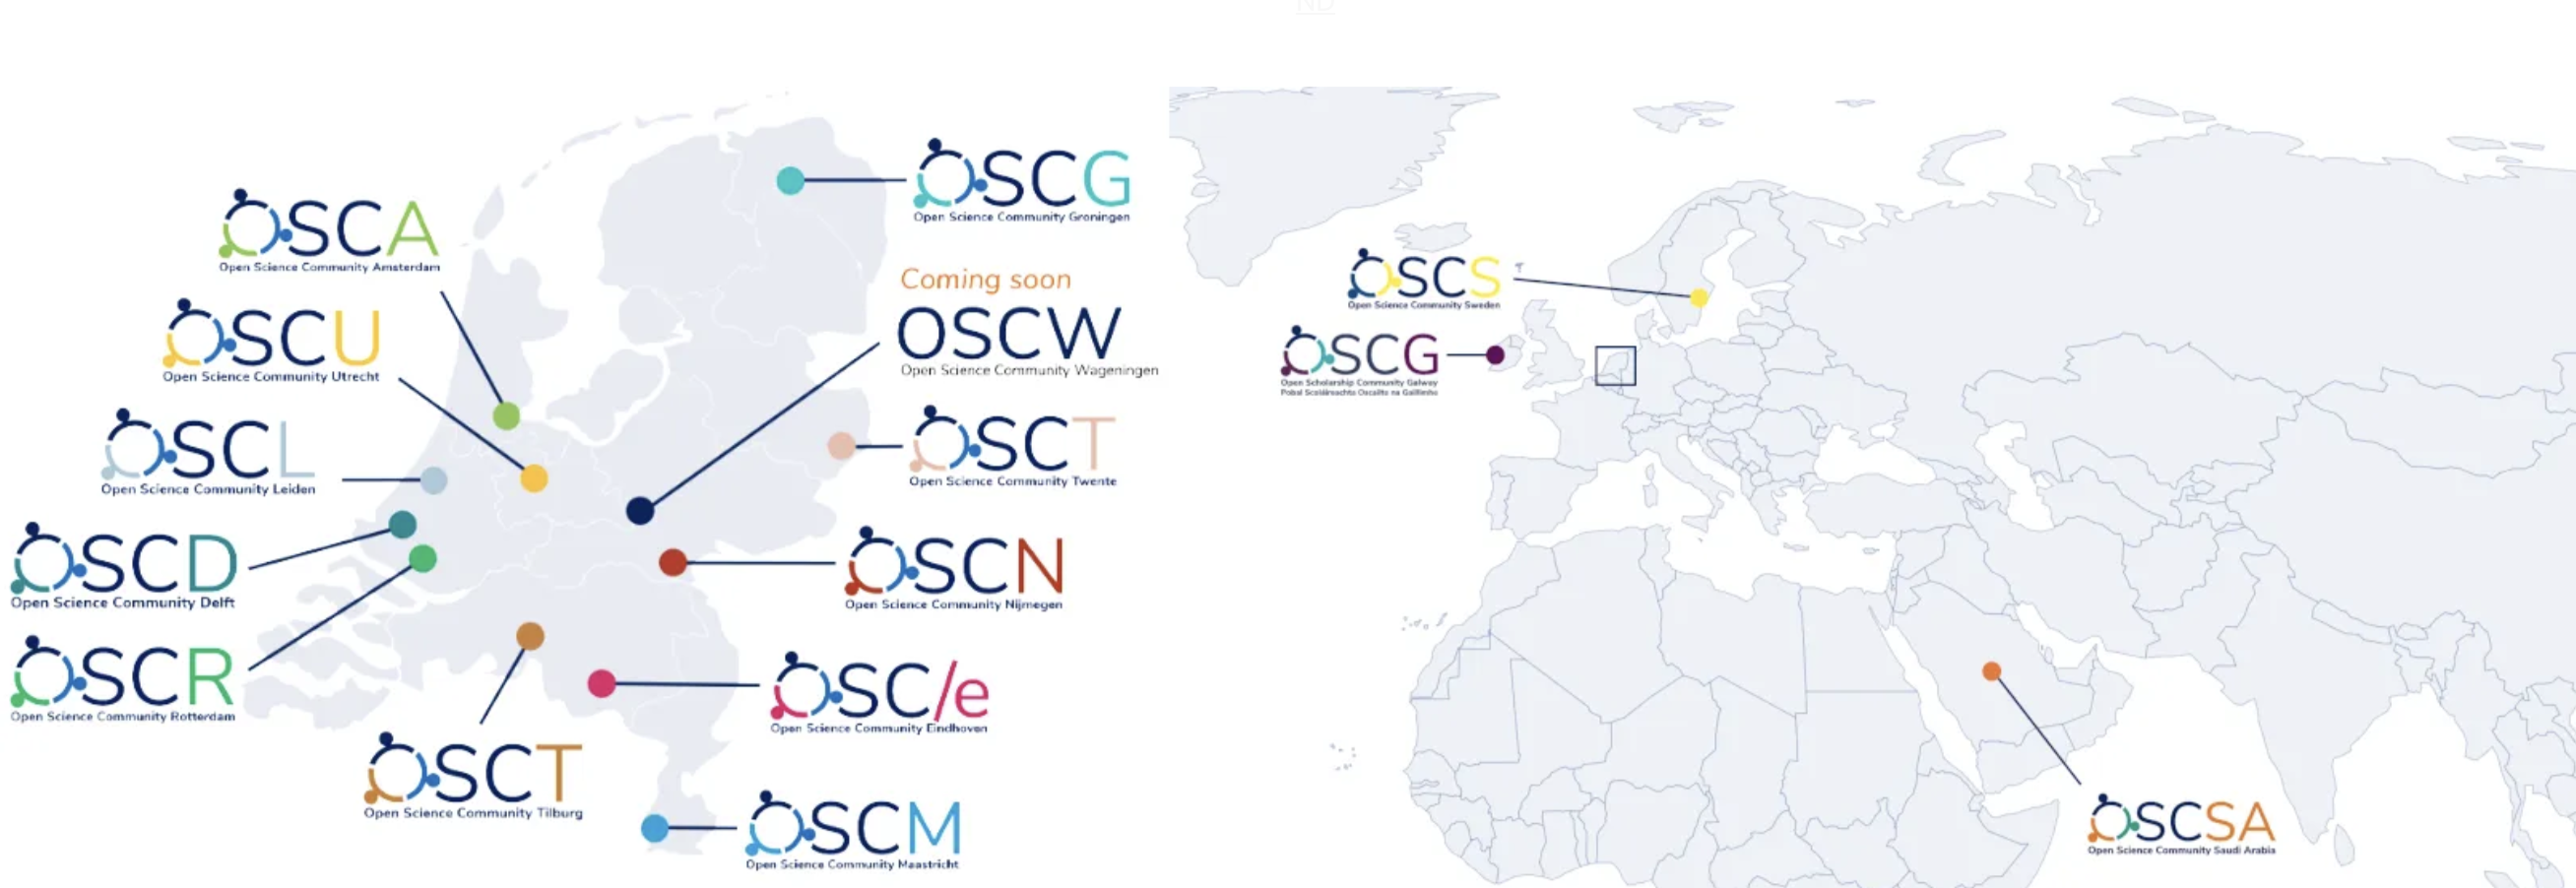 ND
OSCG
Open Science Community Groningen
OSCA
Open Science Community Amsterdam
Coming soon
OSCW
Open Science Community Wageningen
OSCU
Open Science Community Utrecht
OSCT
Open Science Community Twente
OSCL
Open Science Community Leiden
OSCD
Open Science Community Delft
OSCN
Open Science Community Nijmegen
OSCR
Open Science Community Rotterdam
OSC/e
Open Science Community Eindhoven
OSCT
Open Science Community Tilburg
OSCM
Open Science Community Maastricht
OSCS
Open Science Community Sweden
OSCG
Open Scholarship Community Galway
Pobal Scoláireachta Oscailte na Gaillimhe
OSCSA
Open Science Community Saudi Arabia